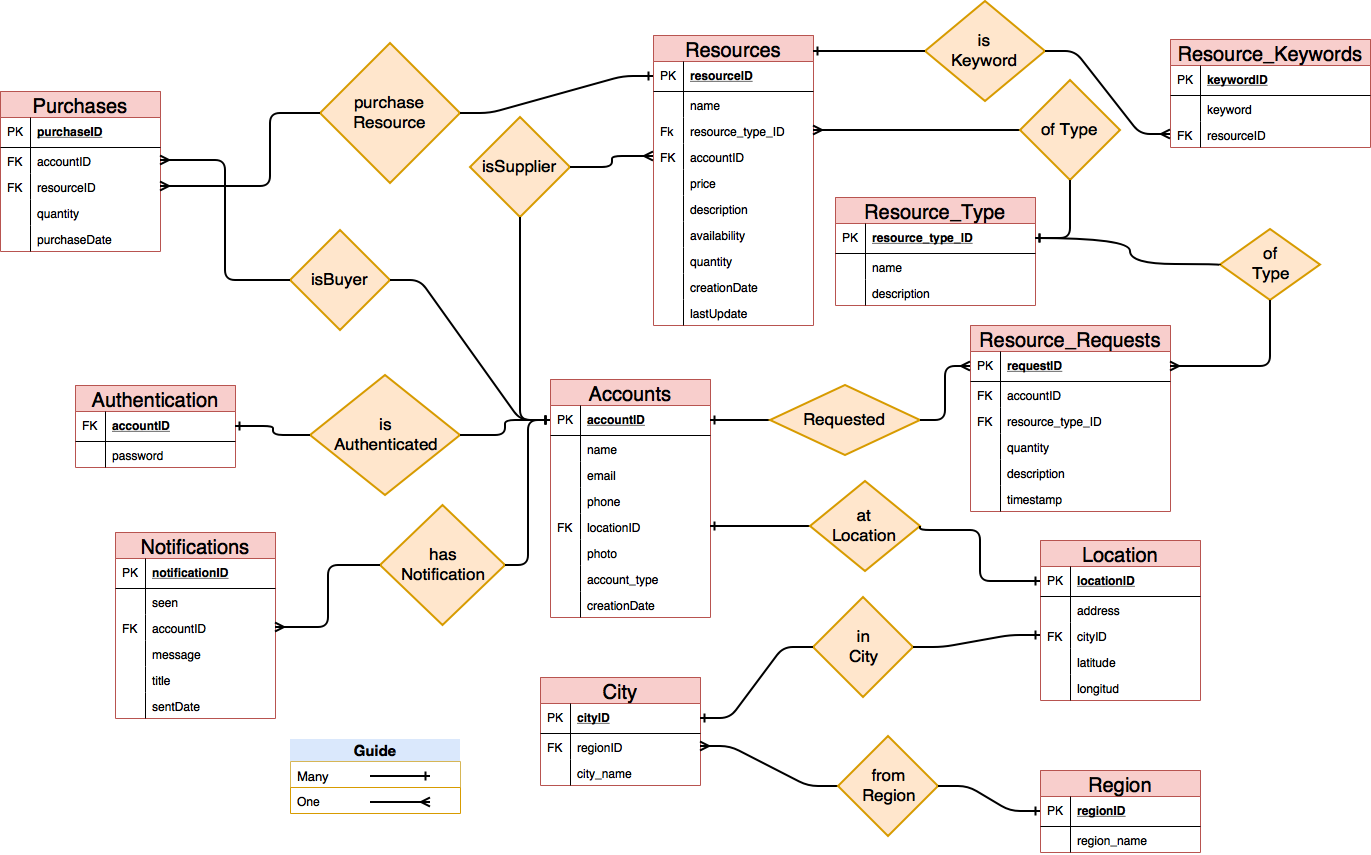 Purchases
PK purchaseID
FK accountID
FK resourceID
quantity
purchaseDate
purchase
Resource
isSupplier
isBuyer
Resources
PK resourceID
name
Fk resource_type_ID
FK accountID
price
description
availability
quantity
creationDate
lastUpdate
is
Keyword
Resource_Keywords
PK keywordID
keyword
FK resourceID
of Type
Resource_Type
PK resource_type_ID
name
description
of
Type
Resource_Requests
PK requestID
FK accountID
FK resource_type_ID
quantity
description
timestamp
Authentication
FK accountID
password
is
Authenticated
Accounts
PK accountID
name
email
phone
FK locationID
photo
account_type
creationDate
Requested
at
Location
Notifications
PK notificationID
seen
FK accountID
message
title
sentDate
has
Notification
Location
PK locationID
address
FK cityID
latitude
longitud
in
City
City
PK cityID
FK regionID
city_name
from
Region
Region
PK regionID
region_name
Guide
Many
One